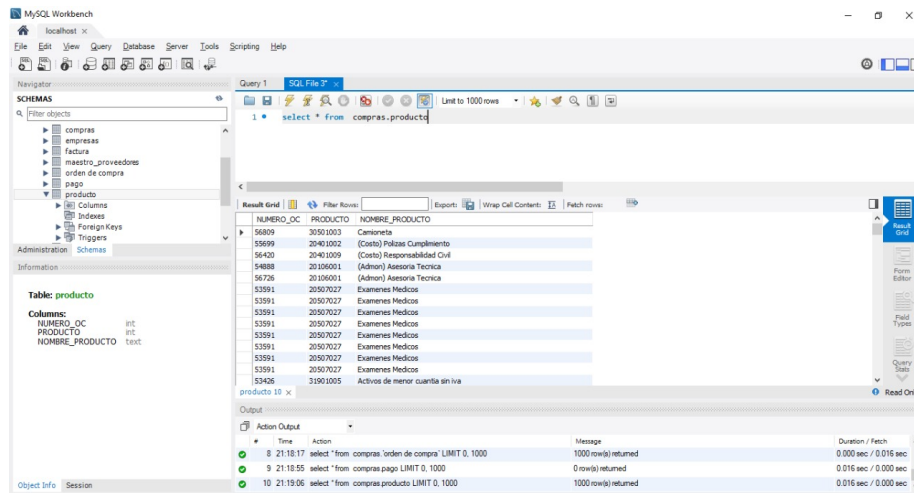 MySQL Workbench
localhost ×
File Edit View Query Database Server Tools Scripting Help
Navigator
SCHEMAS
Filter objects
compras
empresas
factura
maestro_proveedores
orden de compra
pago
producto
Columns
Indexes
Foreign Keys
Triggers
Administration Schemas
Information
Table: producto
Columns:
NUMERO_OC int
PRODUCTO int
NOMBRE_PRODUCTO text
Object Info Session
Query 1 SQL File 3* ×
Limit to 1000 rows
1 select * from compras.producto
Result Grid Filter Rows: Export: Wrap Cell Content: Fetch rows:
NUMERO_OC PRODUCTO NOMBRE_PRODUCTO
56809 30501003 Camioneta
55699 20401002 (Costo) Polizas Cumplimiento
56420 20401009 (Costo) Responsabilidad Civil
54888 20106001 (Admon) Asesoria Tecnica
56726 20106001 (Admon) Asesoria Tecnica
53591 20507027 Examenes Medicos
53591 20507027 Examenes Medicos
53591 20507027 Examenes Medicos
53591 20507027 Examenes Medicos
53591 20507027 Examenes Medicos
53591 20507027 Examenes Medicos
53591 20507027 Examenes Medicos
53591 20507027 Examenes Medicos
53426 31901005 Activos de menor cuantia sin iva
Result Grid
Form Editor
Field Types
Query Stats
producto 10 ×
Read Onl
Output
Action Output
# Time Action Message Duration / Fetch
8 21:18:17 select * from compras.`orden de compra` LIMIT 0, 1000 1000 row(s) returned 0.000 sec / 0.016 sec
9 21:18:55 select * from compras.pago LIMIT 0, 1000 0 row(s) returned 0.016 sec / 0.000 sec
10 21:19:06 select * from compras.producto LIMIT 0, 1000 1000 row(s) returned 0.016 sec / 0.000 sec